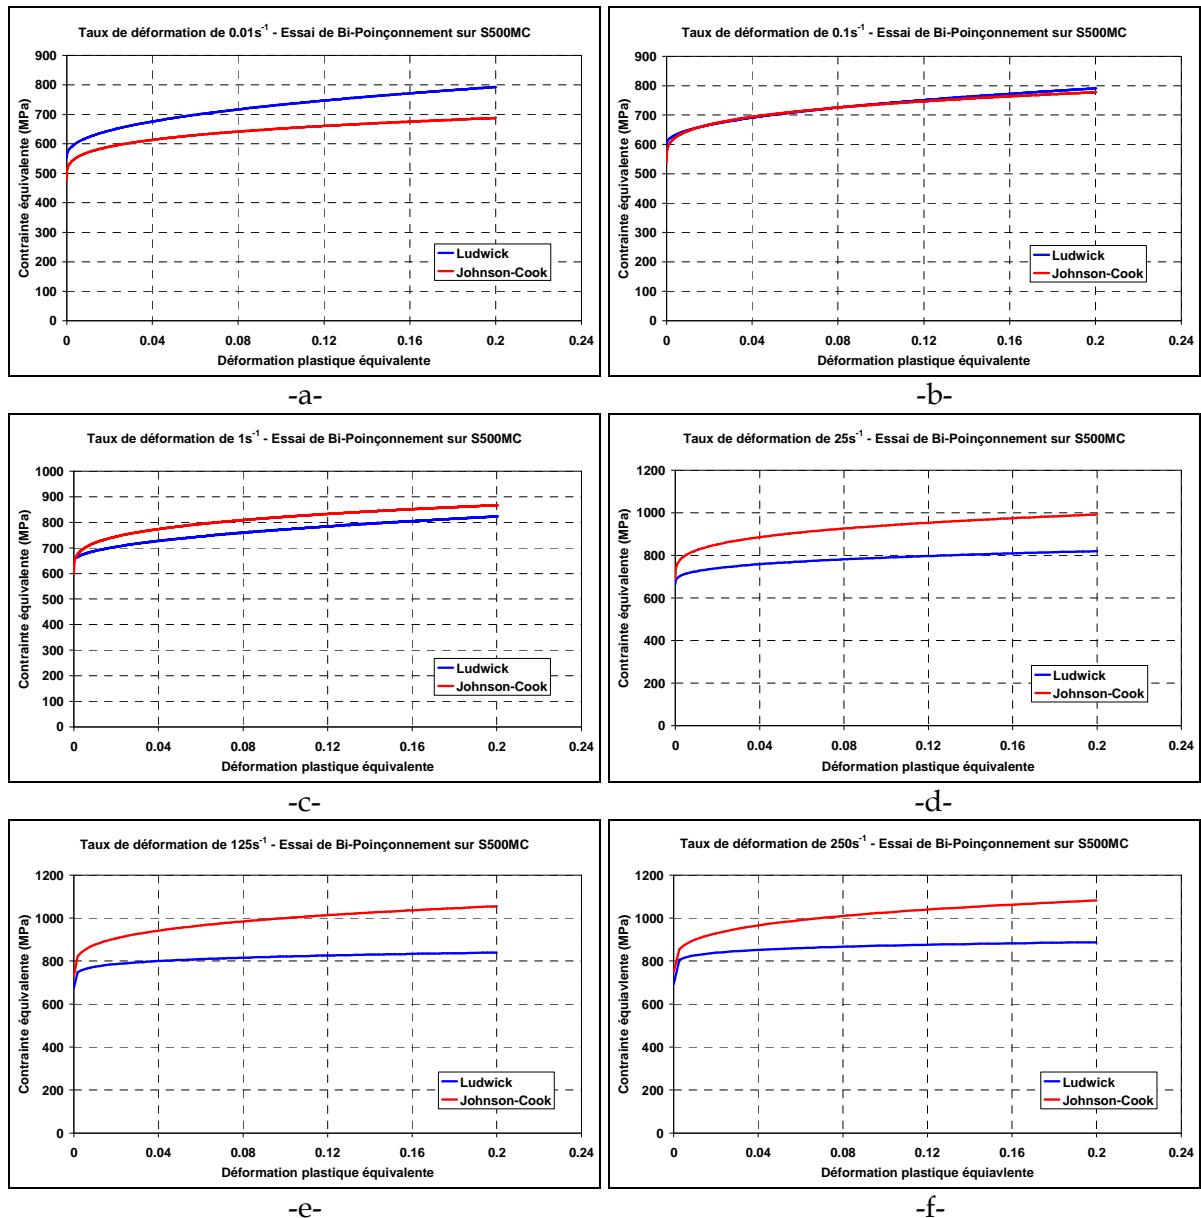 Taux de déformation de 0.01s⁻¹ - Essai de Bi-Poinçonnement sur S500MC
Contrainte équivalente (MPa)
900
800
700
600
500
400
300
200
100
0
0 0.04 0.08 0.12 0.16 0.2 0.24
Déformation plastique équivalente
Ludwick
Johnson-Cook
-a-
Taux de déformation de 0.1s⁻¹ - Essai de Bi-Poinçonnement sur S500MC
Contrainte équivalente (MPa)
900
800
700
600
500
400
300
200
100
0
0 0.04 0.08 0.12 0.16 0.2 0.24
Déformation plastique équivalente
Ludwick
Johnson-Cook
-b-
Taux de déformation de 1s⁻¹ - Essai de Bi-Poinçonnement sur S500MC
Contrainte équivalente (MPa)
1000
900
800
700
600
500
400
300
200
100
0
0 0.04 0.08 0.12 0.16 0.2 0.24
Déformation plastique équivalente
Ludwick
Johnson-Cook
-c-
Taux de déformation de 25s⁻¹ - Essai de Bi-Poinçonnement sur S500MC
Contrainte équivalente (MPa)
1200
1000
800
600
400
200
0
0 0.04 0.08 0.12 0.16 0.2 0.24
Déformation plastique équivalente
Ludwick
Johnson-Cook
-d-
Taux de déformation de 125s⁻¹ - Essai de Bi-Poinçonnement sur S500MC
Contrainte équivalente (MPa)
1200
1000
800
600
400
200
0
0 0.04 0.08 0.12 0.16 0.2 0.24
Déformation plastique équivalente
Ludwick
Johnson-Cook
-e-
Taux de déformation de 250s⁻¹ - Essai de Bi-Poinçonnement sur S500MC
Contrainte équiavlente (MPa)
1200
1000
800
600
400
200
0
0 0.04 0.08 0.12 0.16 0.2 0.24
Déformation plastique équiavlente
Ludwick
Johnson-Cook
-f-